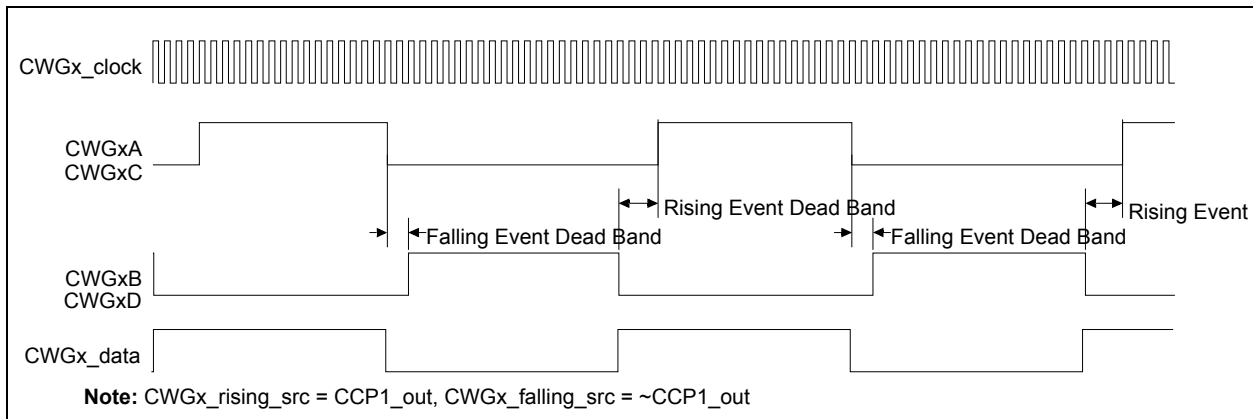 CWGx_clock
CWGxA
CWGxC
Rising Event Dead Band
Rising Event
Falling Event Dead Band
Falling Event Dead Band
CWGxB
CWGxD
CWGx_data
Note: CWGx_rising_src = CCP1_out, CWGx_falling_src = ~CCP1_out